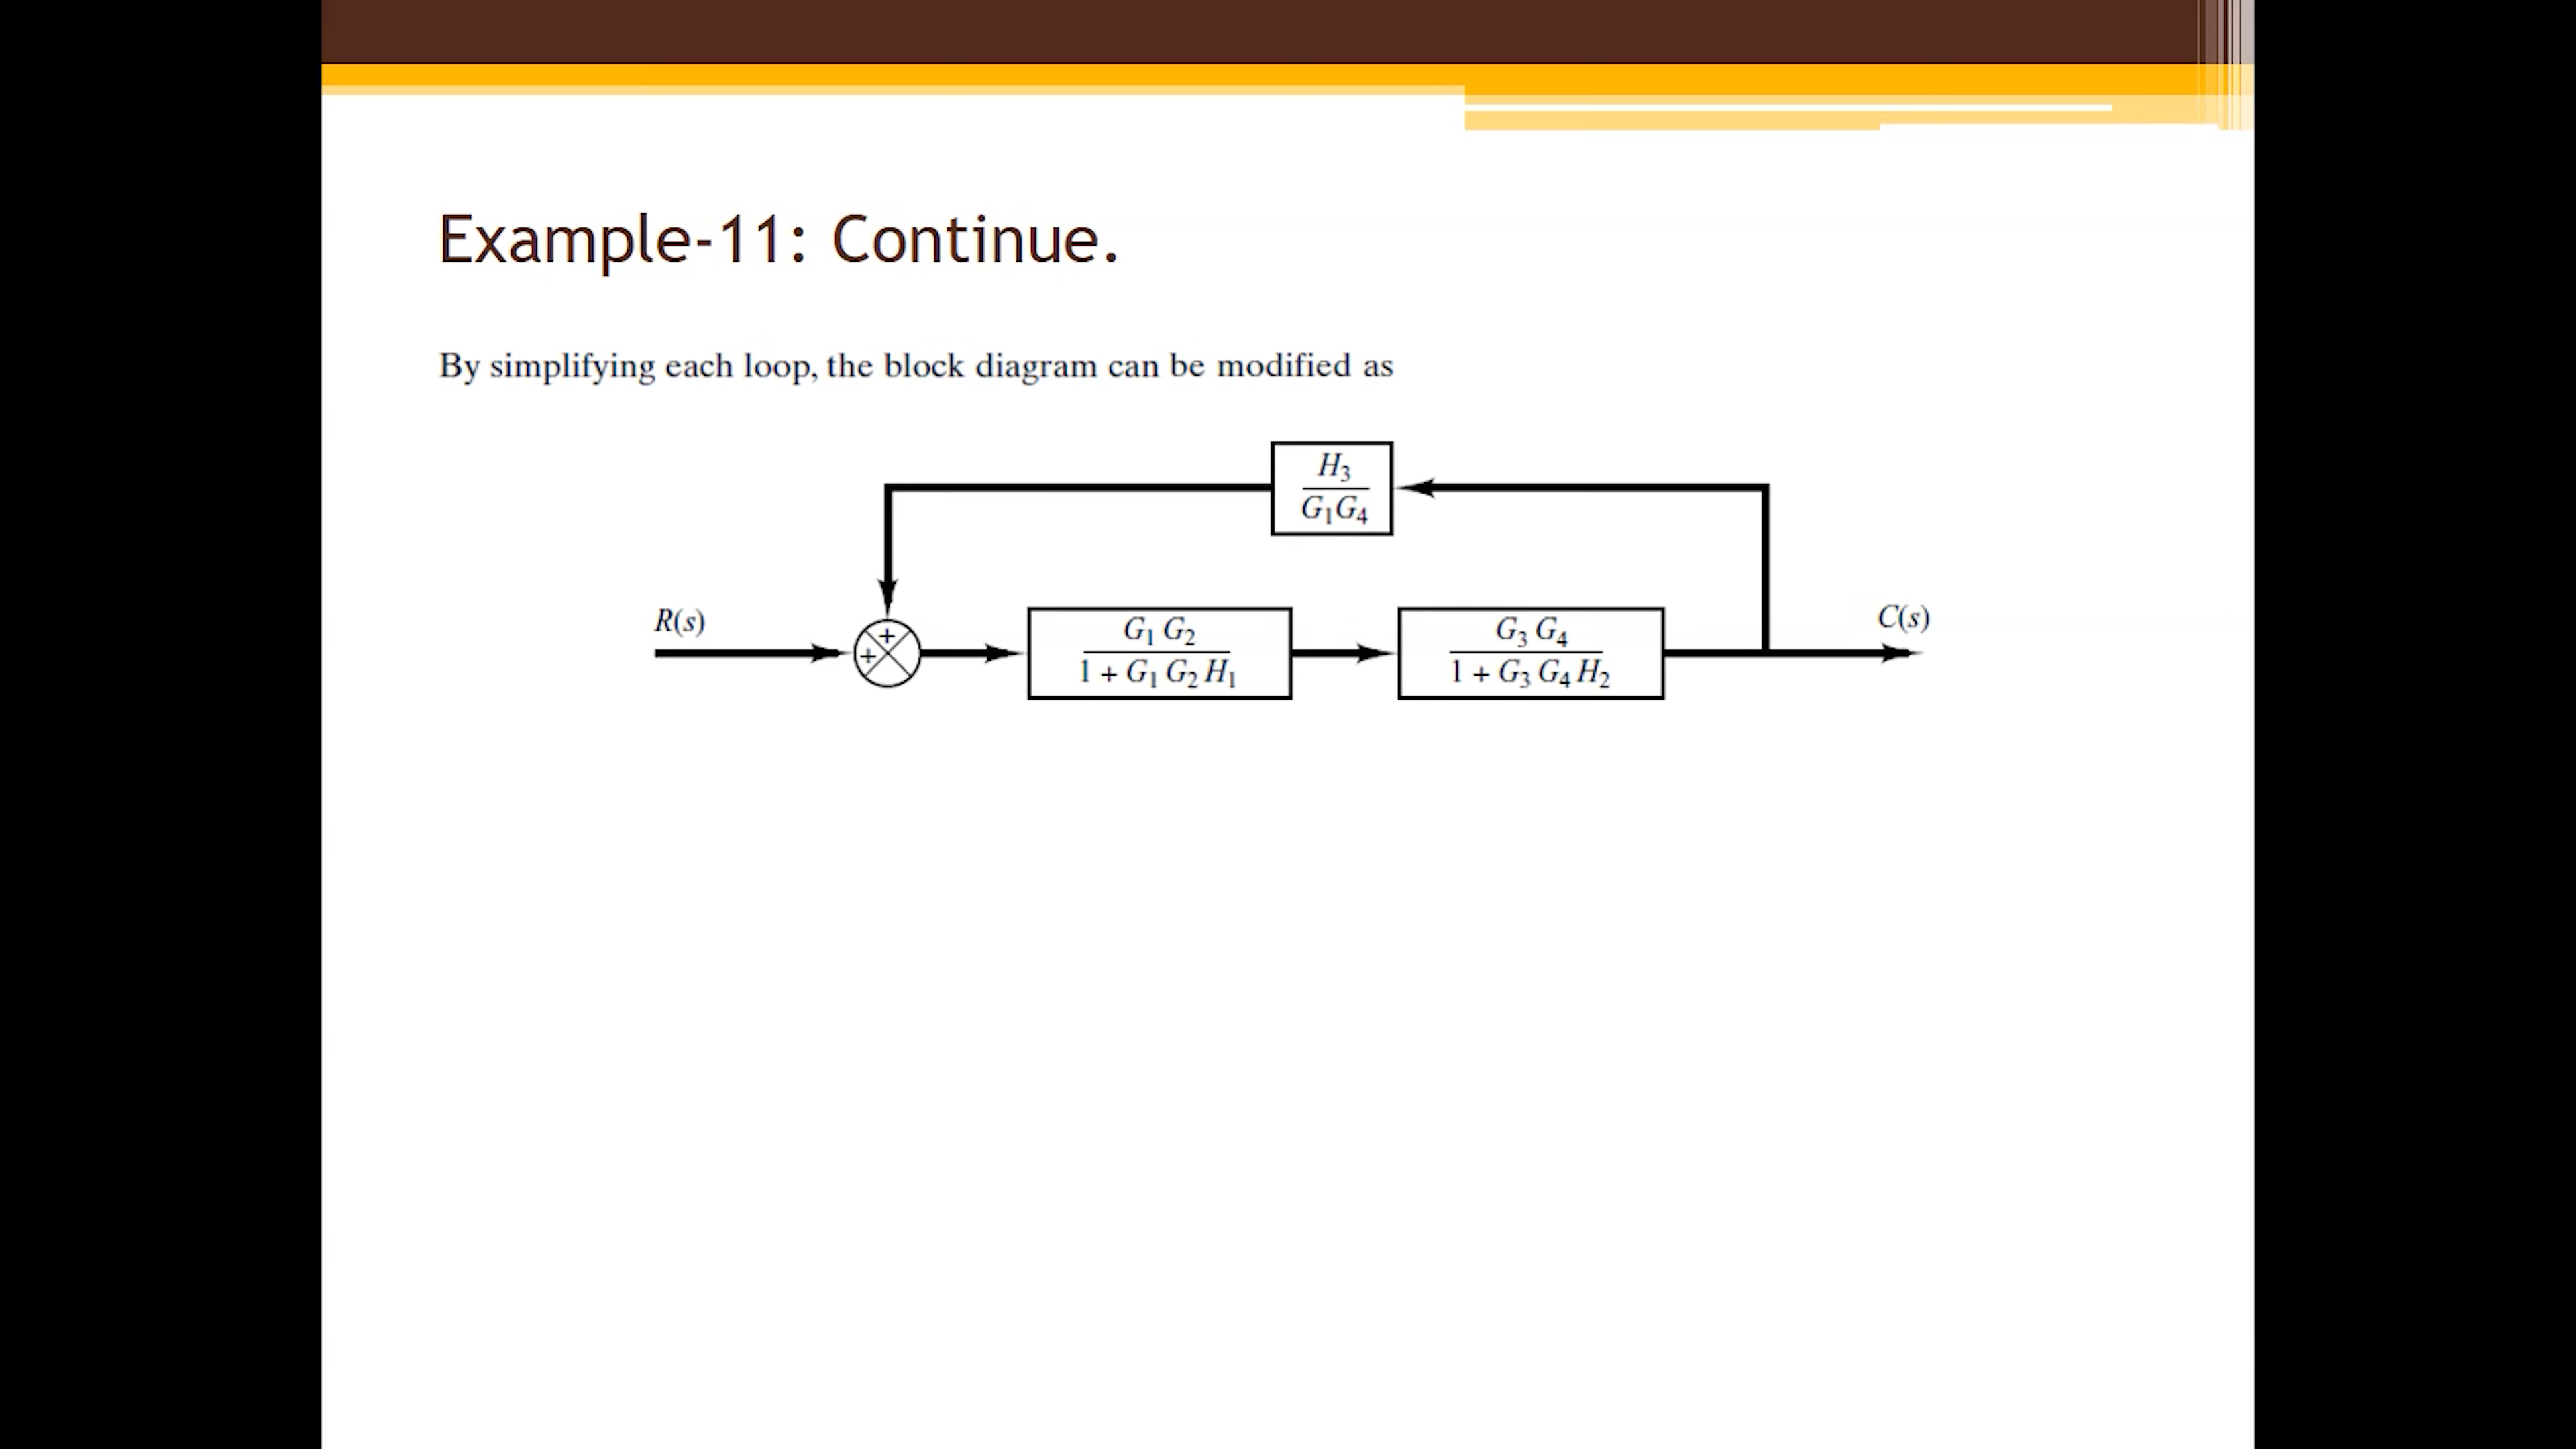 Example-11: Continue.
By simplifying each loop, the block diagram can be modified as
H₃
G₁G₄
R(s)
+
+
G₁ G₂
1 + G₁ G₂ H₁
G₃ G₄
1 + G₃ G₄ H₂
C(s)